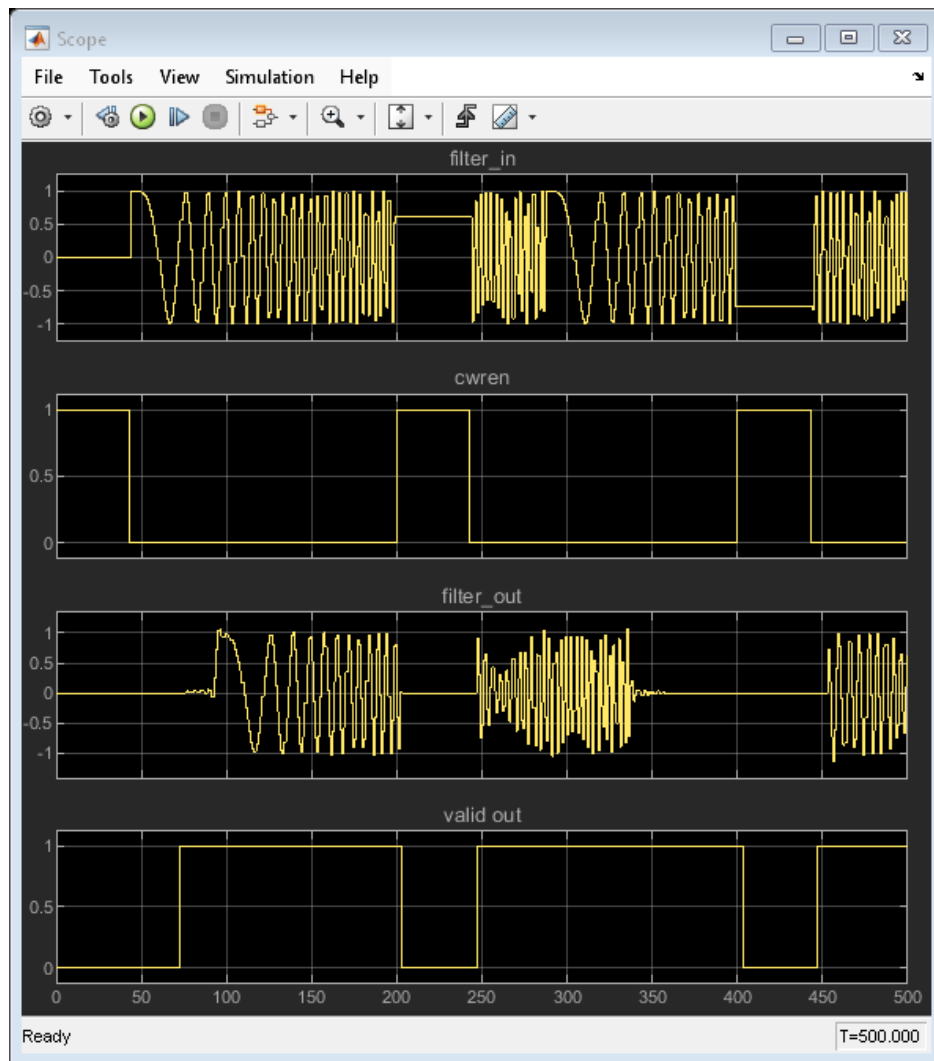 Scope
File Tools View Simulation Help
filter_in
1
0.5
0
-0.5
-1
cwren
1
0.5
0
filter_out
1
0.5
0
-0.5
-1
valid out
1
0.5
0
0 50 100 150 200 250 300 350 400 450 500
Ready T=500.000